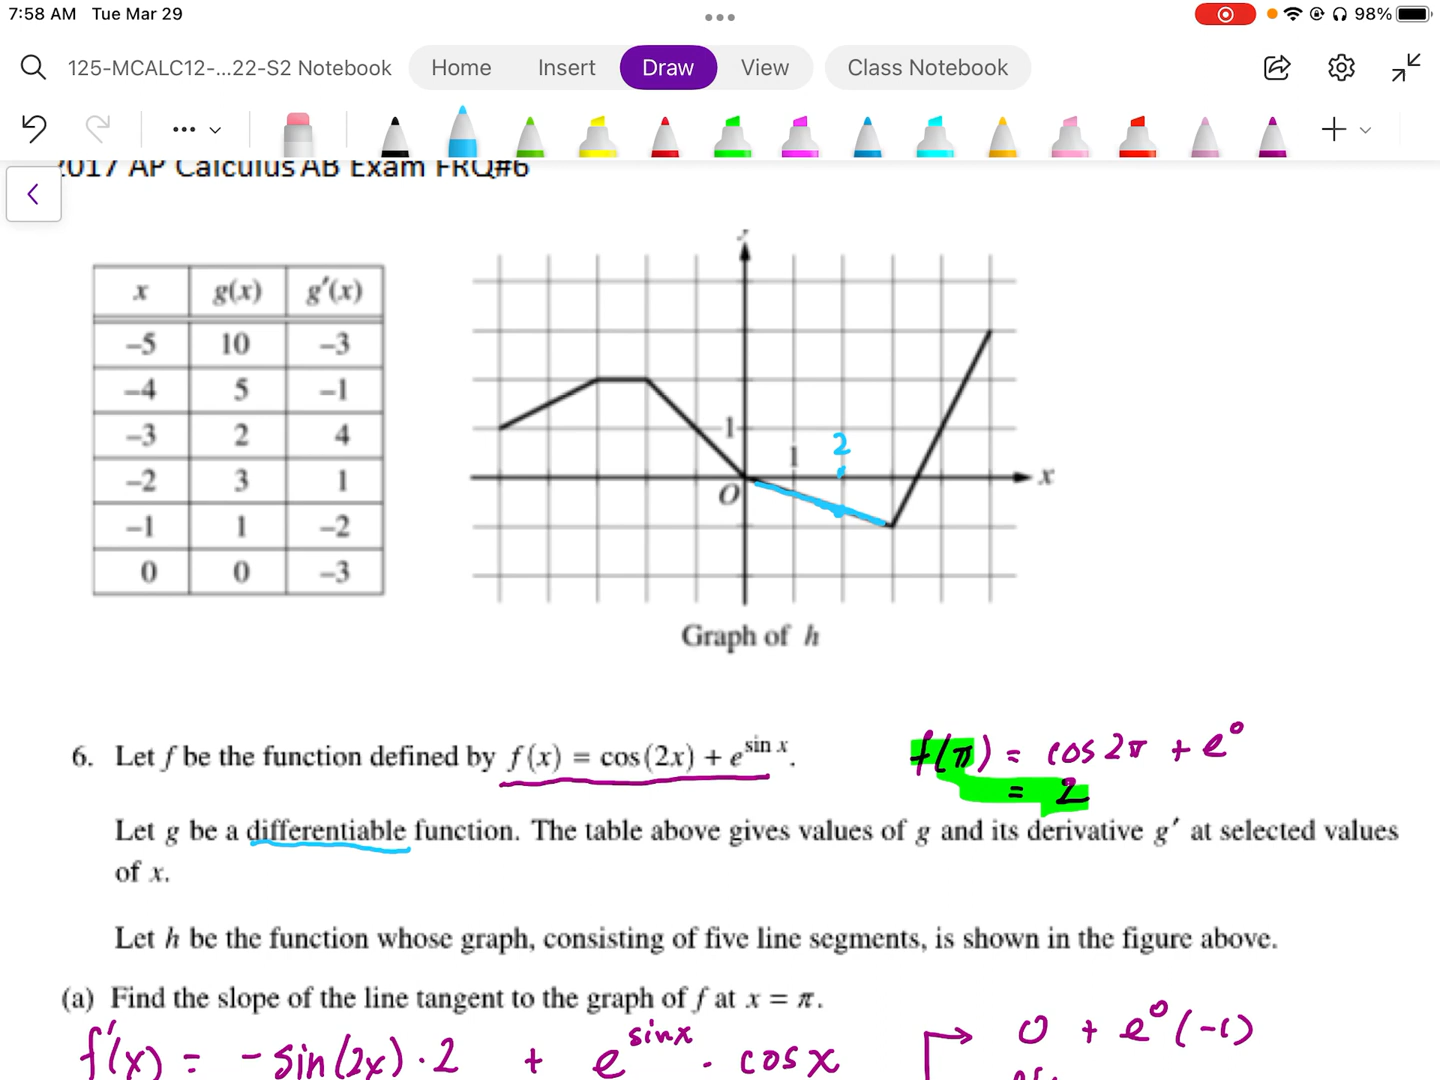 7:58 AM Tue Mar 29
98%
125-MCALC12-...22-S2 Notebook Home Insert Draw View Class Notebook
2017 AP Calculus AB Exam FRQ#6
x g(x) g′(x)
–5 10 –3
–4 5 –1
–3 2 4
–2 3 1
–1 1 –2
0 0 –3
1
2
1
O
x
Graph of h
6. Let f be the function defined by f(x) = cos(2x) + e^{sin x}.
f(π) = cos 2π + e^0
= 2
Let g be a differentiable function. The table above gives values of g and its derivative g′ at selected values
of x.
Let h be the function whose graph, consisting of five line segments, is shown in the figure above.
(a) Find the slope of the line tangent to the graph of f at x = π.
f′(x) = -sin(2x)·2 + e^{sinx} · cosx
→ 0 + e^0(-1)